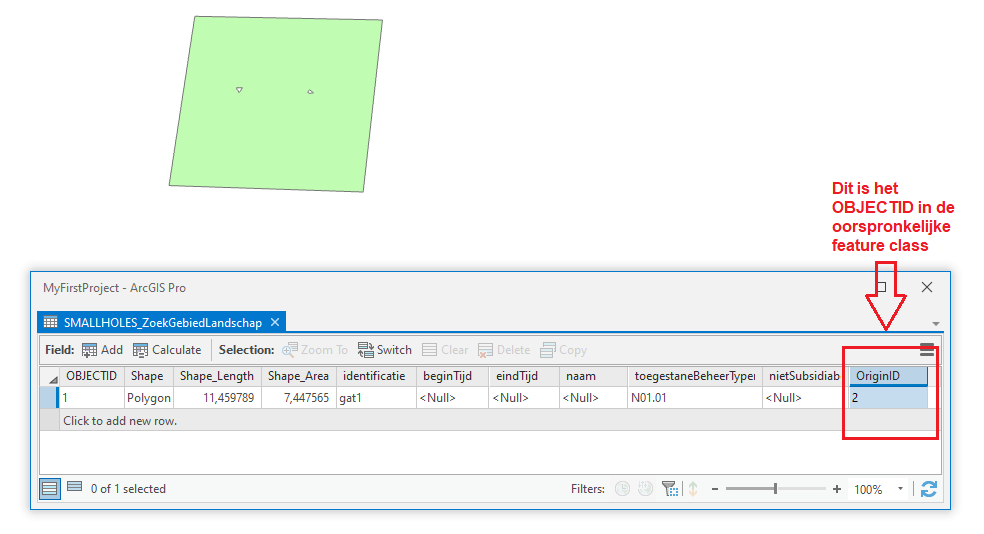 Dit is het
OBJECTID in de
oorspronkelijke
feature class
MyFirstProject - ArcGIS Pro
SMALLHOLES_ZoekGebiedLandschap
Field: Add Calculate Selection: Zoom To Switch Clear Delete Copy
OBJECTID Shape Shape_Length Shape_Area identificatie beginTijd eindTijd naam toegestaneBeheerTypen nietSubsidiab OriginID
1 Polygon 11,459789 7,447565 gat1 <Null> <Null> <Null> N01.01 <Null> 2
Click to add new row.
0 of 1 selected Filters: - + 100%